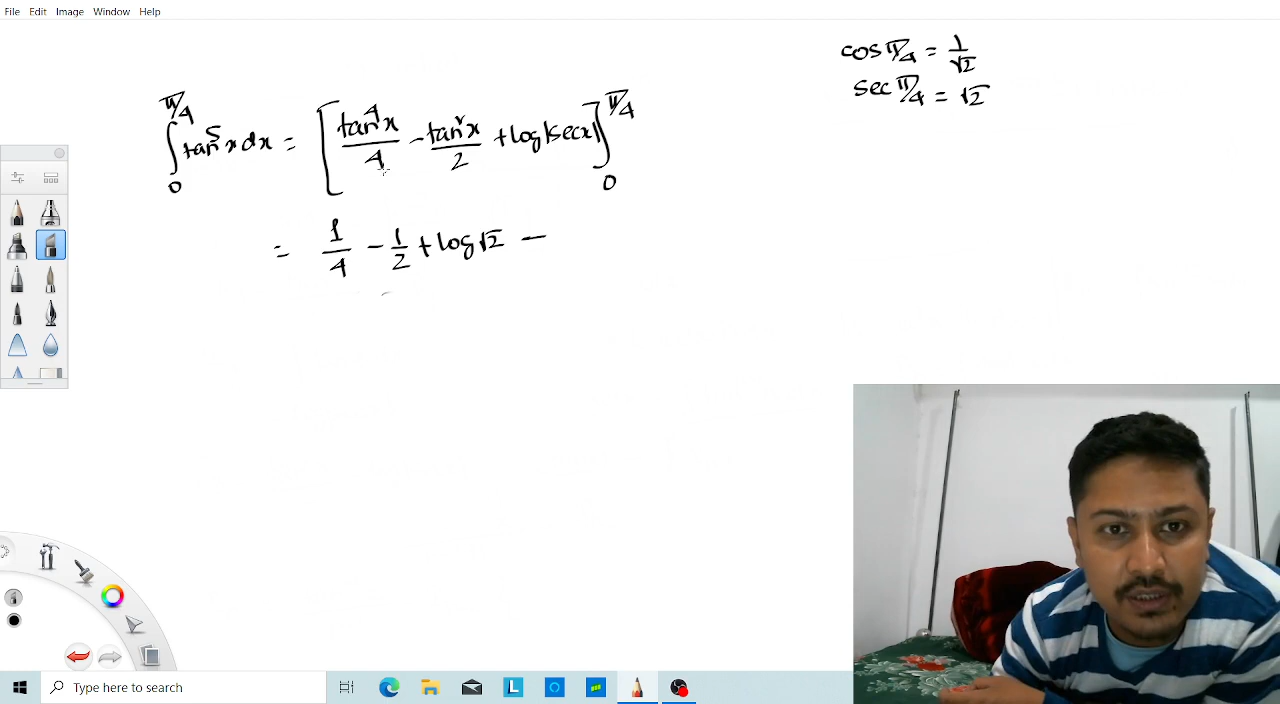 File Edit Image Window Help
cos π/4 = 1/√2
sec π/4 = √2
∫₀^(π/4) tan⁵x dx = [tan⁴x/4 - tan²x/2 + log|secx|]₀^(π/4)
= 1/4 - 1/2 + log√2 -
Type here to search